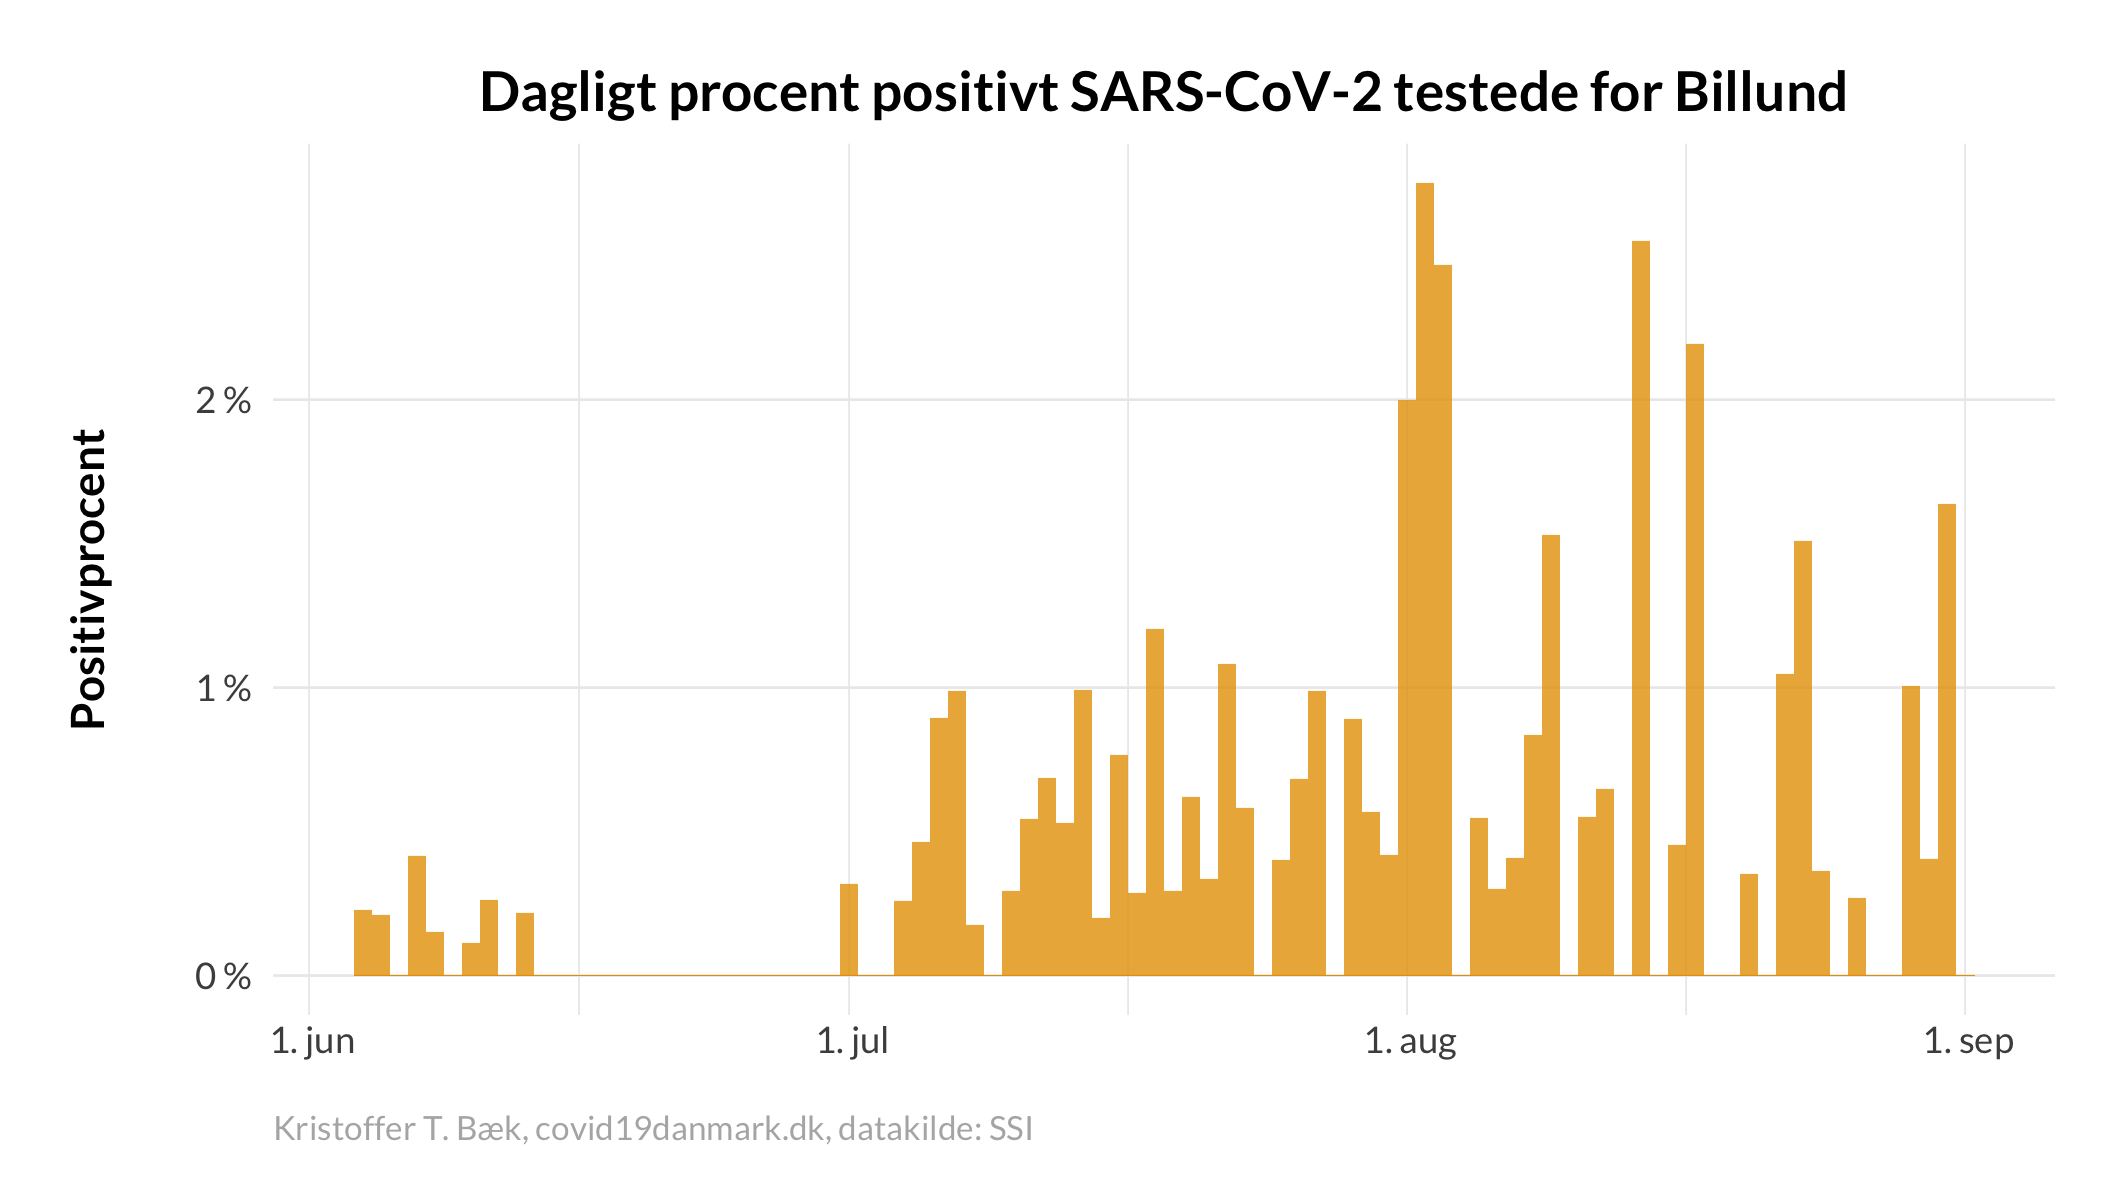 Dagligt procent positivt SARS-CoV-2 testede for Billund
Positivprocent
2 %
1 %
0 %
1. jun
1. jul
1. aug
1. sep
Kristoffer T. Bæk, covid19danmark.dk, datakilde: SSI